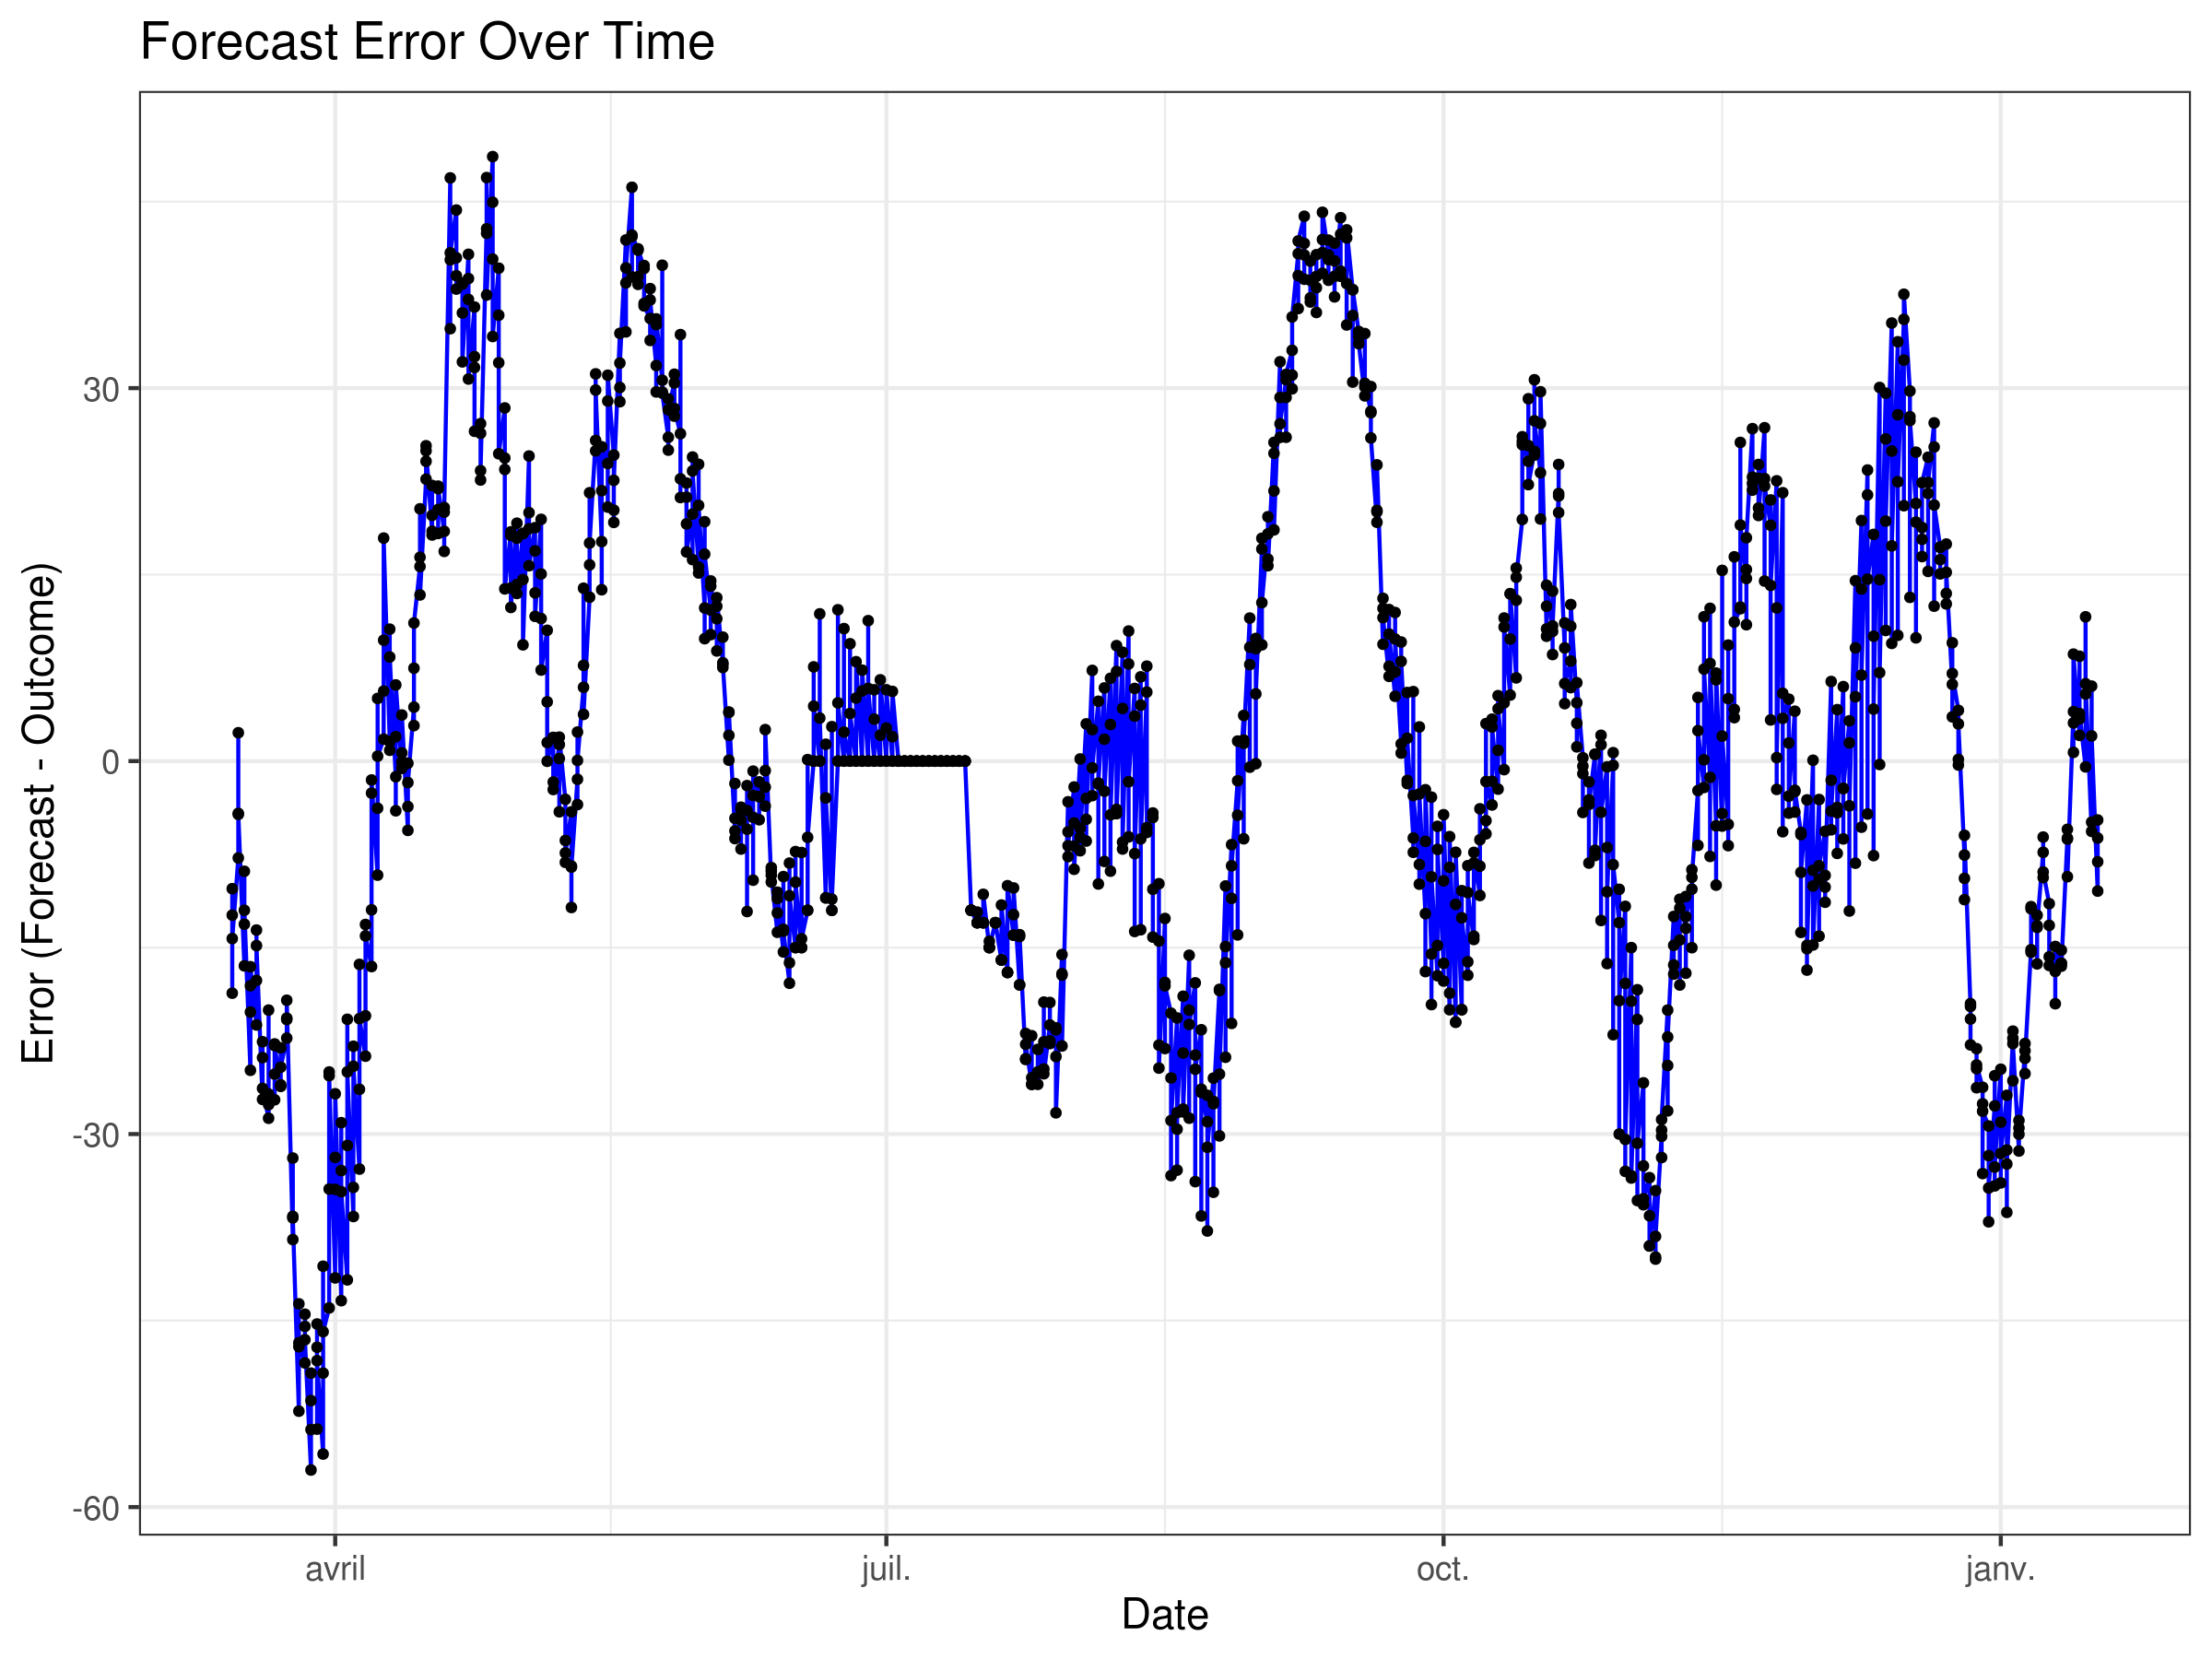 Forecast Error Over Time
Error (Forecast - Outcome)
30
0
-30
-60
avril
juil.
oct.
janv.
Date